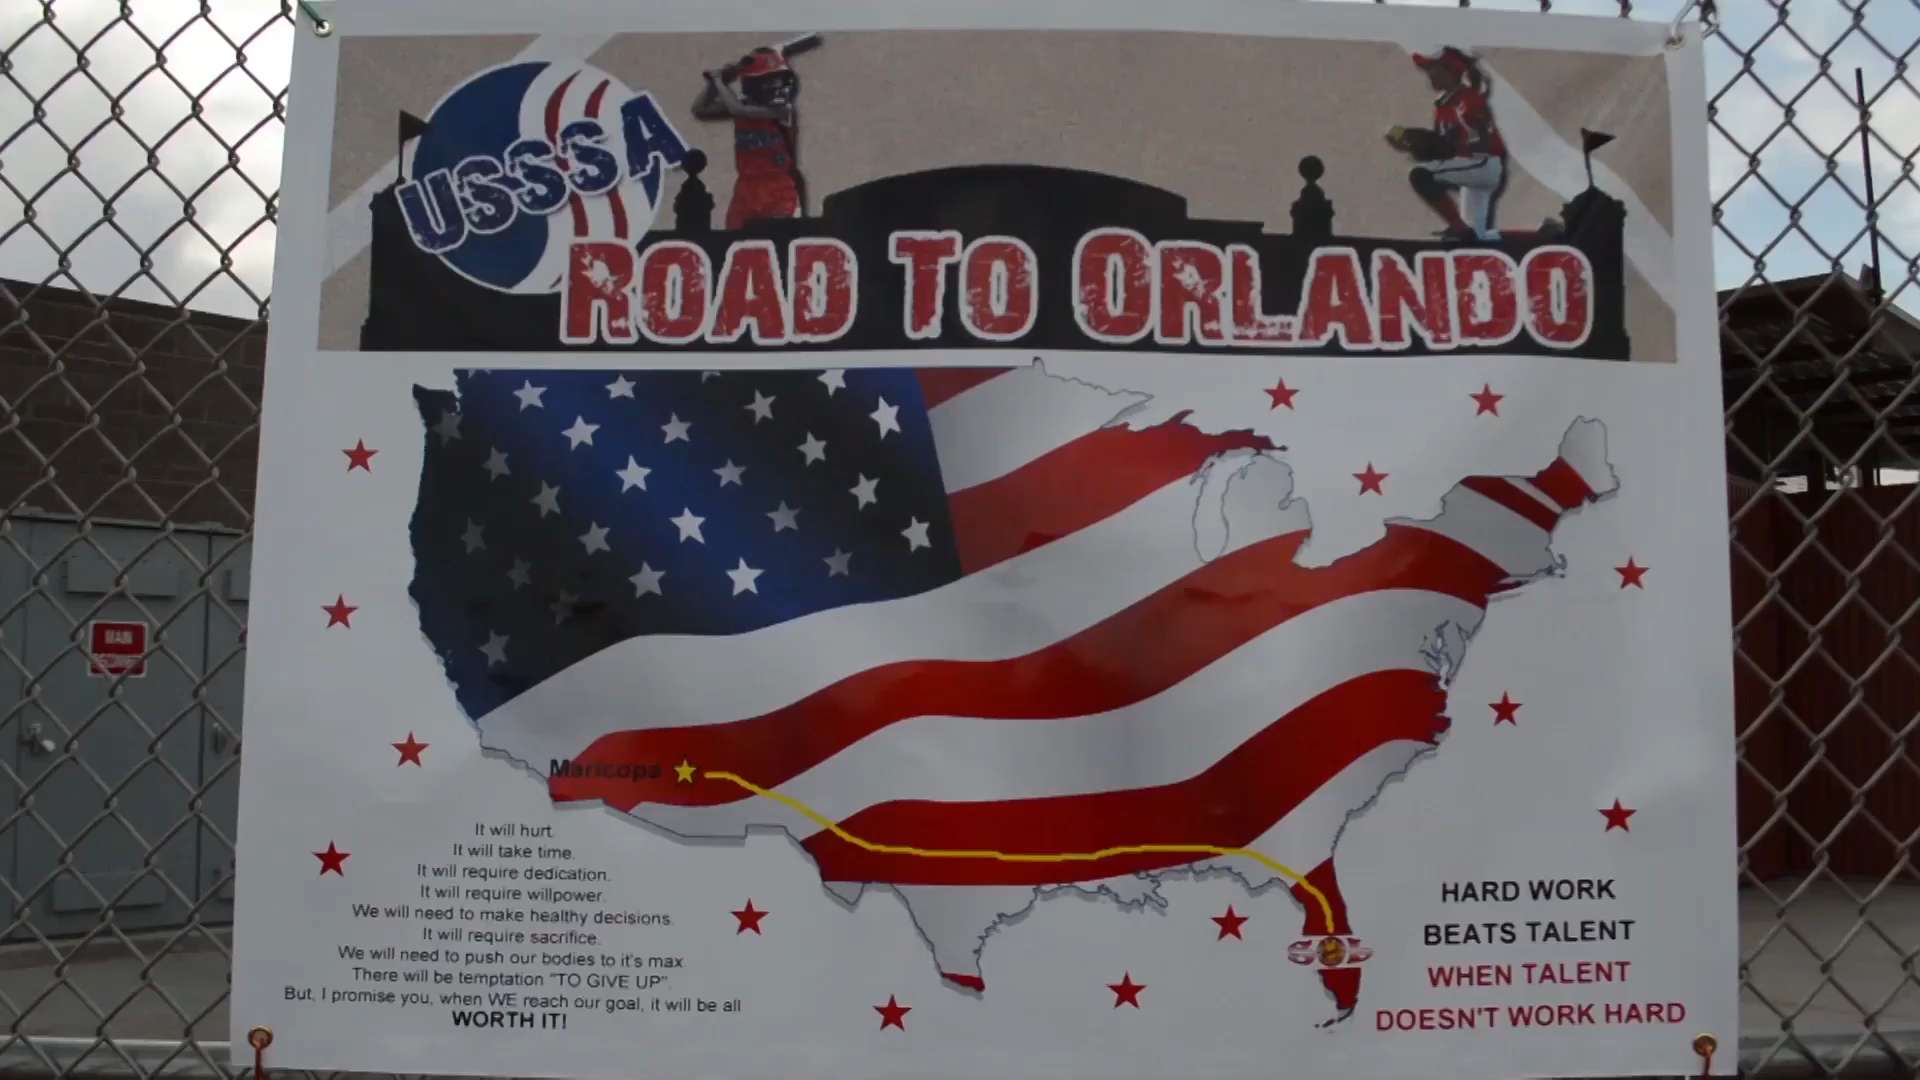 USSSA
ROAD TO ORLANDO
Maricopa
It will hurt.
It will take time.
It will require dedication.
It will require willpower.
We will need to make healthy decisions.
It will require sacrifice.
We will need to push our bodies to it's max.
There will be temptation "TO GIVE UP".
But, I promise you, when WE reach our goal, it will be all
WORTH IT!
SOL
HARD WORK
BEATS TALENT
WHEN TALENT
DOESN'T WORK HARD
MAIN